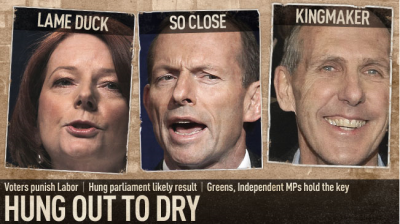 LAME DUCK
SO CLOSE
KINGMAKER
Voters punish Labor | Hung parliament likely result | Greens, Independent MPs hold the key
HUNG OUT TO DRY